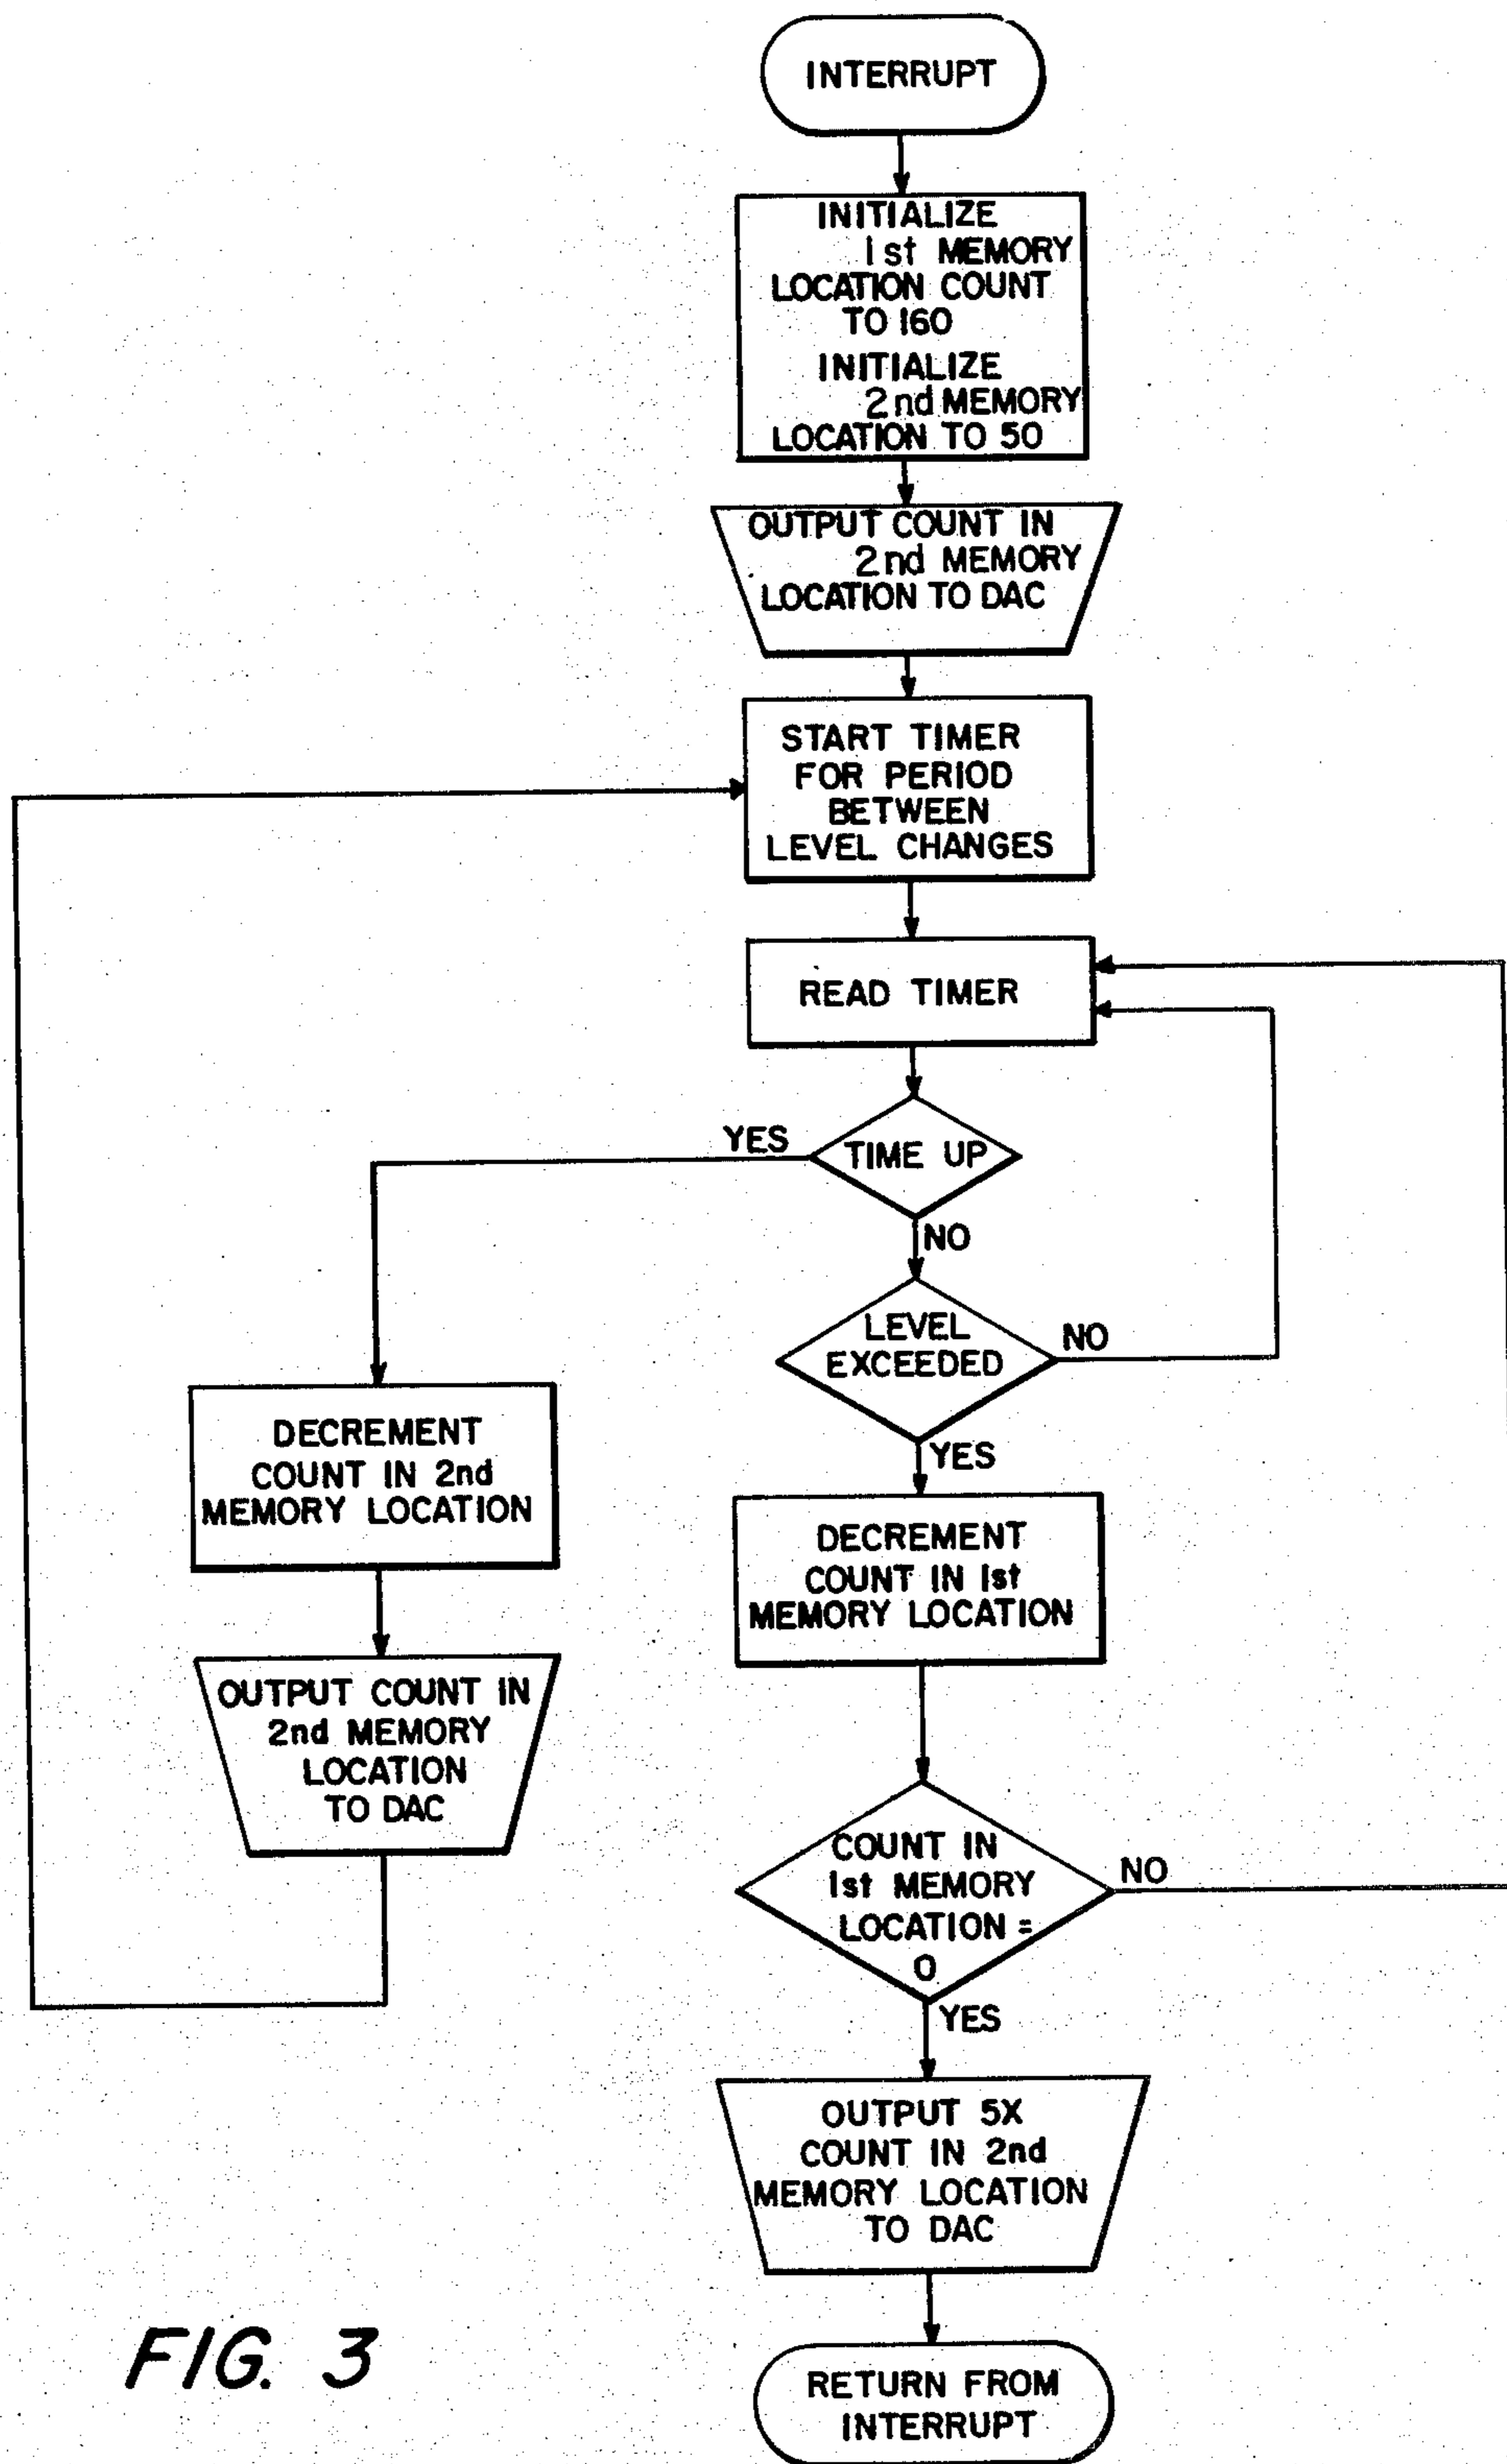 INTERRUPT
INITIALIZE
1st MEMORY
LOCATION COUNT
TO 160
INITIALIZE
2nd MEMORY
LOCATION TO 50
OUTPUT COUNT IN
2nd MEMORY
LOCATION TO DAC
START TIMER
FOR PERIOD
BETWEEN
LEVEL CHANGES
READ TIMER
TIME UP
YES
NO
LEVEL
EXCEEDED
NO
YES
DECREMENT
COUNT IN 2nd
MEMORY LOCATION
OUTPUT COUNT IN
2nd MEMORY
LOCATION
TO DAC
DECREMENT
COUNT IN 1st
MEMORY LOCATION
COUNT IN
1st MEMORY
LOCATION =
0
NO
YES
OUTPUT 5X
COUNT IN 2nd
MEMORY LOCATION
TO DAC
RETURN FROM
INTERRUPT
FIG. 3